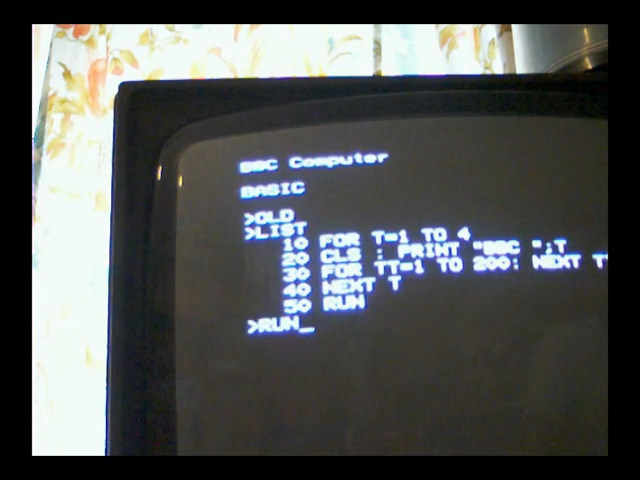 BBC Computer
BASIC
>OLD
>LIST
10 FOR T=1 TO 4
20 CLS : PRINT "BBC ";T
30 FOR TT=1 TO 200: NEXT T
40 NEXT T
50 RUN
>RUN_